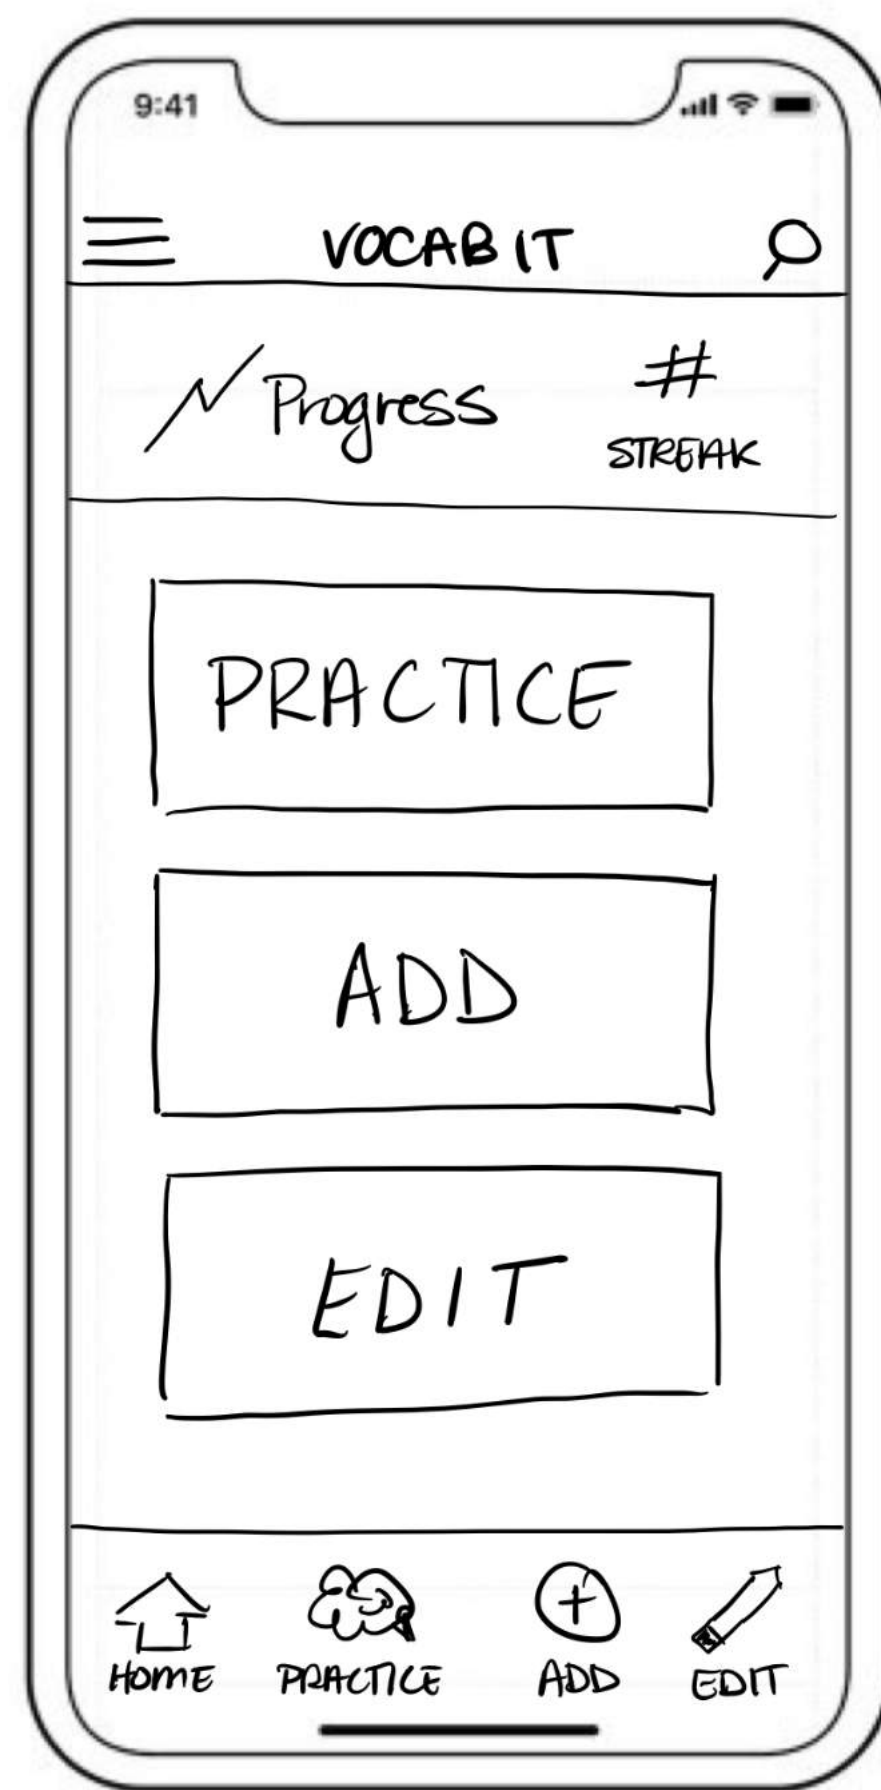 9:41
VOCAB IT
Progress
#
STREAK
PRACTICE
ADD
EDIT
HOME PRACTICE ADD EDIT